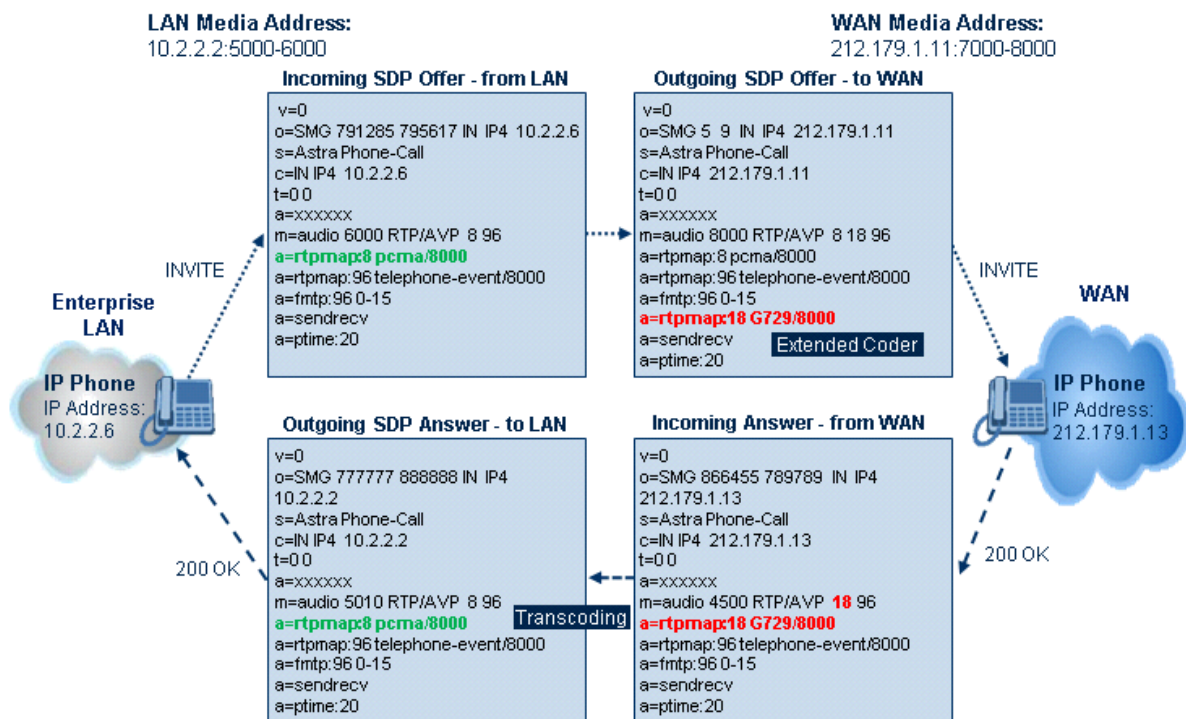 LAN Media Address:
10.2.2.2:5000-6000
WAN Media Address:
212.179.1.11:7000-8000
Incoming SDP Offer - from LAN
v=0
o=SMG 791285 795617 IN IP4 10.2.2.6
s=Astra Phone-Call
c=IN IP4 10.2.2.6
t=0 0
a=xxxxxx
m=audio 6000 RTP/AVP 8 96
a=rtpmap:8 pcma/8000
a=rtpmap:96 telephone-event/8000
a=fmtp:96 0-15
a=sendrecv
a=ptime:20
Outgoing SDP Offer - to WAN
v=0
o=SMG 5 9 IN IP4 212.179.1.11
s=Astra Phone-Call
c=IN IP4 212.179.1.11
t=0 0
a=xxxxxx
m=audio 8000 RTP/AVP 8 18 96
a=rtpmap:8 pcma/8000
a=rtpmap:96 telephone-event/8000
a=fmtp:96 0-15
a=rtpmap:18 G729/8000
a=sendrecv
Extended Coder
a=ptime:20
INVITE
INVITE
Enterprise
LAN
IP Phone
IP Address:
10.2.2.6
WAN
IP Phone
IP Address:
212.179.1.13
Outgoing SDP Answer - to LAN
v=0
o=SMG 777777 888888 IN IP4
10.2.2.2
s=Astra Phone-Call
c=IN IP4 10.2.2.2
t=0 0
a=xxxxxx
m=audio 5010 RTP/AVP 8 96
a=rtpmap:8 pcma/8000
a=rtpmap:96 telephone-event/8000
a=fmtp:96 0-15
a=sendrecv
a=ptime:20
Transcoding
Incoming Answer - from WAN
v=0
o=SMG 866455 789789 IN IP4
212.179.1.13
s=Astra Phone-Call
c=IN IP4 212.179.1.13
t=0 0
a=xxxxxx
m=audio 4500 RTP/AVP 18 96
a=rtpmap:18 G729/8000
a=rtpmap:96 telephone-event/8000
a=fmtp:96 0-15
a=sendrecv
a=ptime:20
200 OK
200 OK